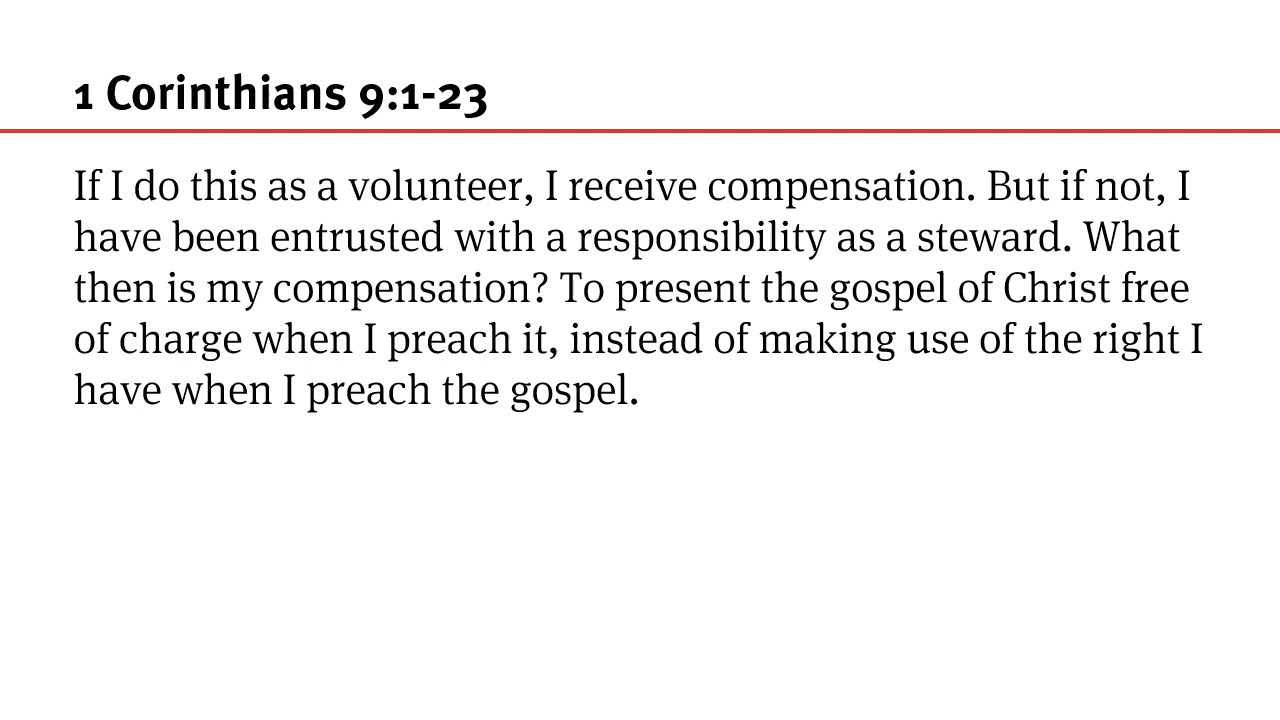 1 Corinthians 9:1-23
If I do this as a volunteer, I receive compensation. But if not, I
have been entrusted with a responsibility as a steward. What
then is my compensation? To present the gospel of Christ free
of charge when I preach it, instead of making use of the right I
have when I preach the gospel.